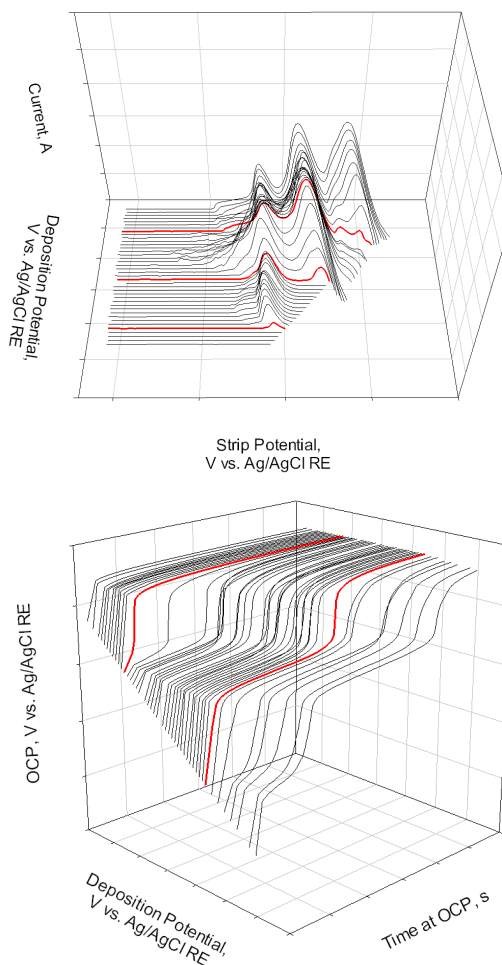 Current, A
Deposition Potential,
V vs. Ag/AgCl RE
Strip Potential,
V vs. Ag/AgCl RE
OCP, V vs. Ag/AgCl RE
Deposition Potential,
V vs. Ag/AgCl RE
Time at OCP, s